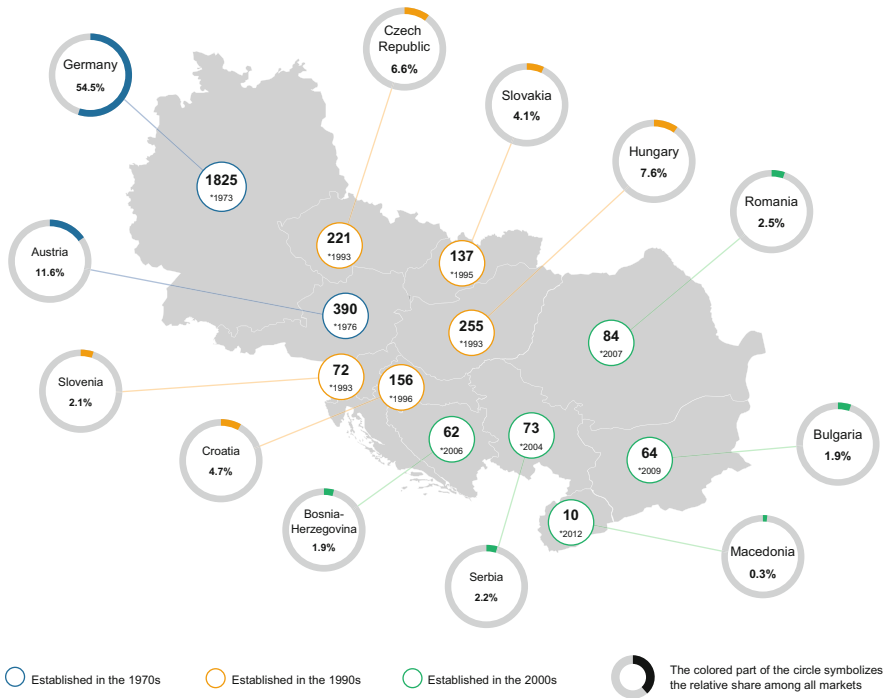 Czech
Republic
6.6%
Germany
54.5%
Slovakia
4.1%
Hungary
7.6%
1825
*1973
Romania
2.5%
Austria
11.6%
221
*1993
137
*1995
390
*1976
255
*1993
84
*2007
72
*1993
156
*1996
Slovenia
2.1%
62
*2006
73
*2004
Bulgaria
1.9%
Croatia
4.7%
64
*2009
Bosnia-
Herzegovina
1.9%
10
*2012
Macedonia
0.3%
Serbia
2.2%
Established in the 1970s
Established in the 1990s
Established in the 2000s
The colored part of the circle symbolizes
the relative share among all markets